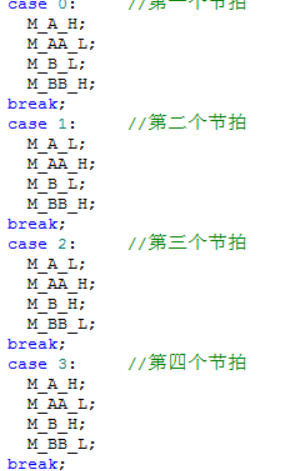 case 0: //第一个节拍
M_A_H;
M_AA_L;
M_B_L;
M_BB_H;
break;
case 1: //第二个节拍
M_A_L;
M_AA_H;
M_B_L;
M_BB_H;
break;
case 2: //第三个节拍
M_A_L;
M_AA_H;
M_B_H;
M_BB_L;
break;
case 3: //第四个节拍
M_A_H;
M_AA_L;
M_B_H;
M_BB_L;
break;